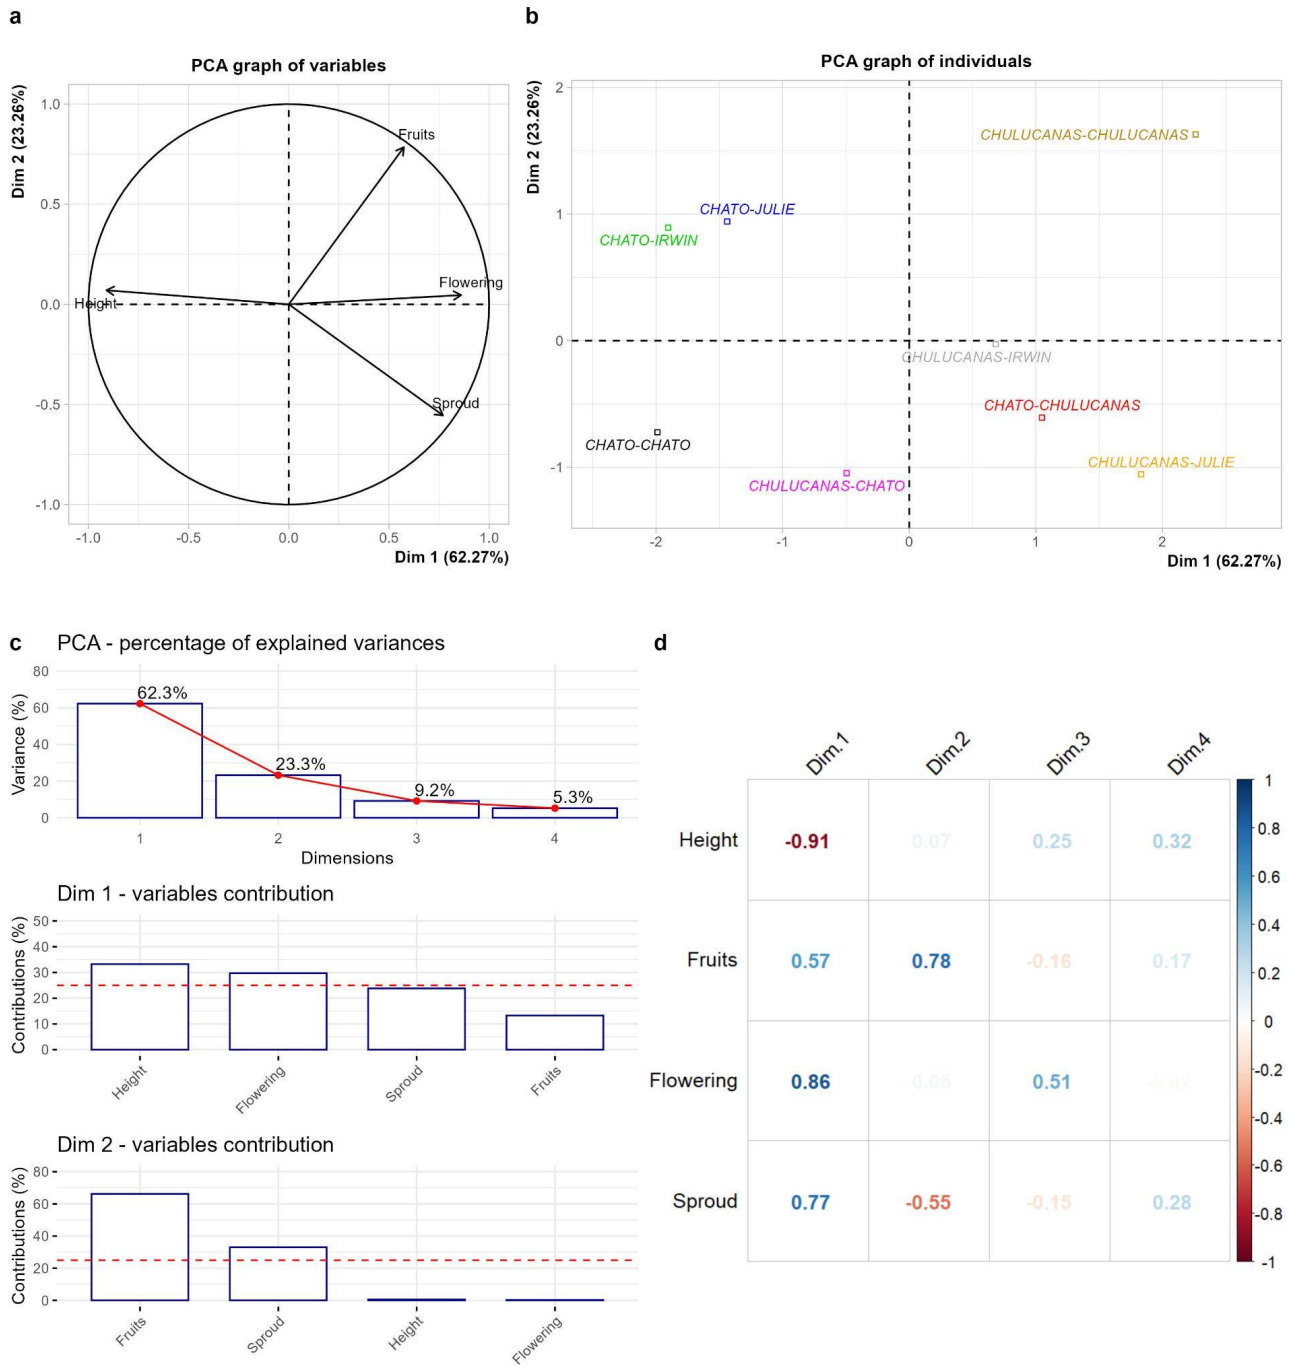 a
b
PCA graph of variables
PCA graph of individuals
Dim 2 (23.26%)
1.0
0.5
0.0
-0.5
-1.0
Fruits
Flowering
Height
Sproud
-1.0 -0.5 0.0 0.5 1.0
Dim 1 (62.27%)
Dim 2 (23.26%)
2
1
0
-1
CHULUCANAS-CHULUCANAS
CHATO-JULIE
CHATO-IRWIN
CHULUCANAS-IRWIN
CHATO-CHULUCANAS
CHATO-CHATO
CHULUCANAS-JULIE
CHULUCANAS-CHATO
-2 -1 0 1 2
Dim 1 (62.27%)
c
PCA - percentage of explained variances
Variance (%)
80
60
40
20
0
62.3%
23.3%
9.2%
5.3%
1 2 3 4
Dimensions
Dim 1 - variables contribution
Contributions (%)
50
40
30
20
10
0
Height Flowering Sproud Fruits
Dim 2 - variables contribution
Contributions (%)
80
60
40
20
0
Fruits Sproud Height Flowering
d
Dim.1 Dim.2 Dim.3 Dim.4
Height -0.91 0.07 0.25 0.32
Fruits 0.57 0.78 -0.16 0.17
Flowering 0.86 0.05 0.51 -0.02
Sproud 0.77 -0.55 -0.15 0.28
1
0.8
0.6
0.4
0.2
0
-0.2
-0.4
-0.6
-0.8
-1